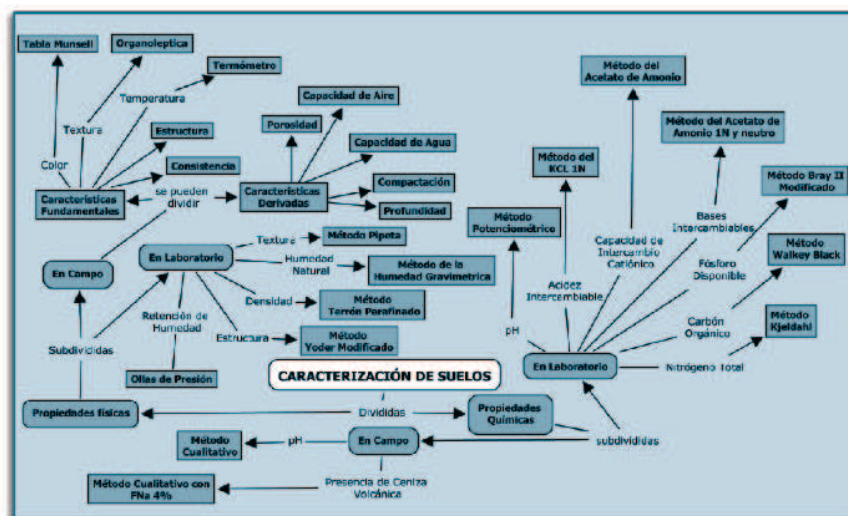 Tabla Munsell
Organoleptica
Termómetro
Temperatura
Textura
Color
Estructura
Consistencia
Características
Fundamentales
se pueden
dividir
Características
Derivadas
Porosidad
Capacidad de Aire
Capacidad de Agua
Compactación
Profundidad
En Campo
En Laboratorio
Textura
Método Pipeta
Humedad
Natural
Método de la
Humedad Gravimetrica
Densidad
Método
Terrón Parafinado
Estructura
Método
Yoder Modificado
Retención de
Humedad
Ollas de Presión
Subdivididas
Propiedades físicas
CARACTERIZACIÓN DE SUELOS
Divididas
Propiedades
Químicas
subdivididas
En Campo
pH
Método
Cualitativo
Presencia de Ceniza
Volcánica
Método Cualitativo con
FNa 4%
En Laboratorio
pH
Método
Potenciométrico
Acidez
Intercambiable
Método del
KCL 1N
Capacidad de
Intercambio
Catiónico
Método del
Acetato de Amonio
Bases
Intercambiables
Método del Acetato de
Amonio 1N y neutro
Fósforo
Disponible
Método Bray II
Modificado
Carbón
Orgánico
Método
Walkey Black
Nitrógeno Total
Método
Kjeldahl